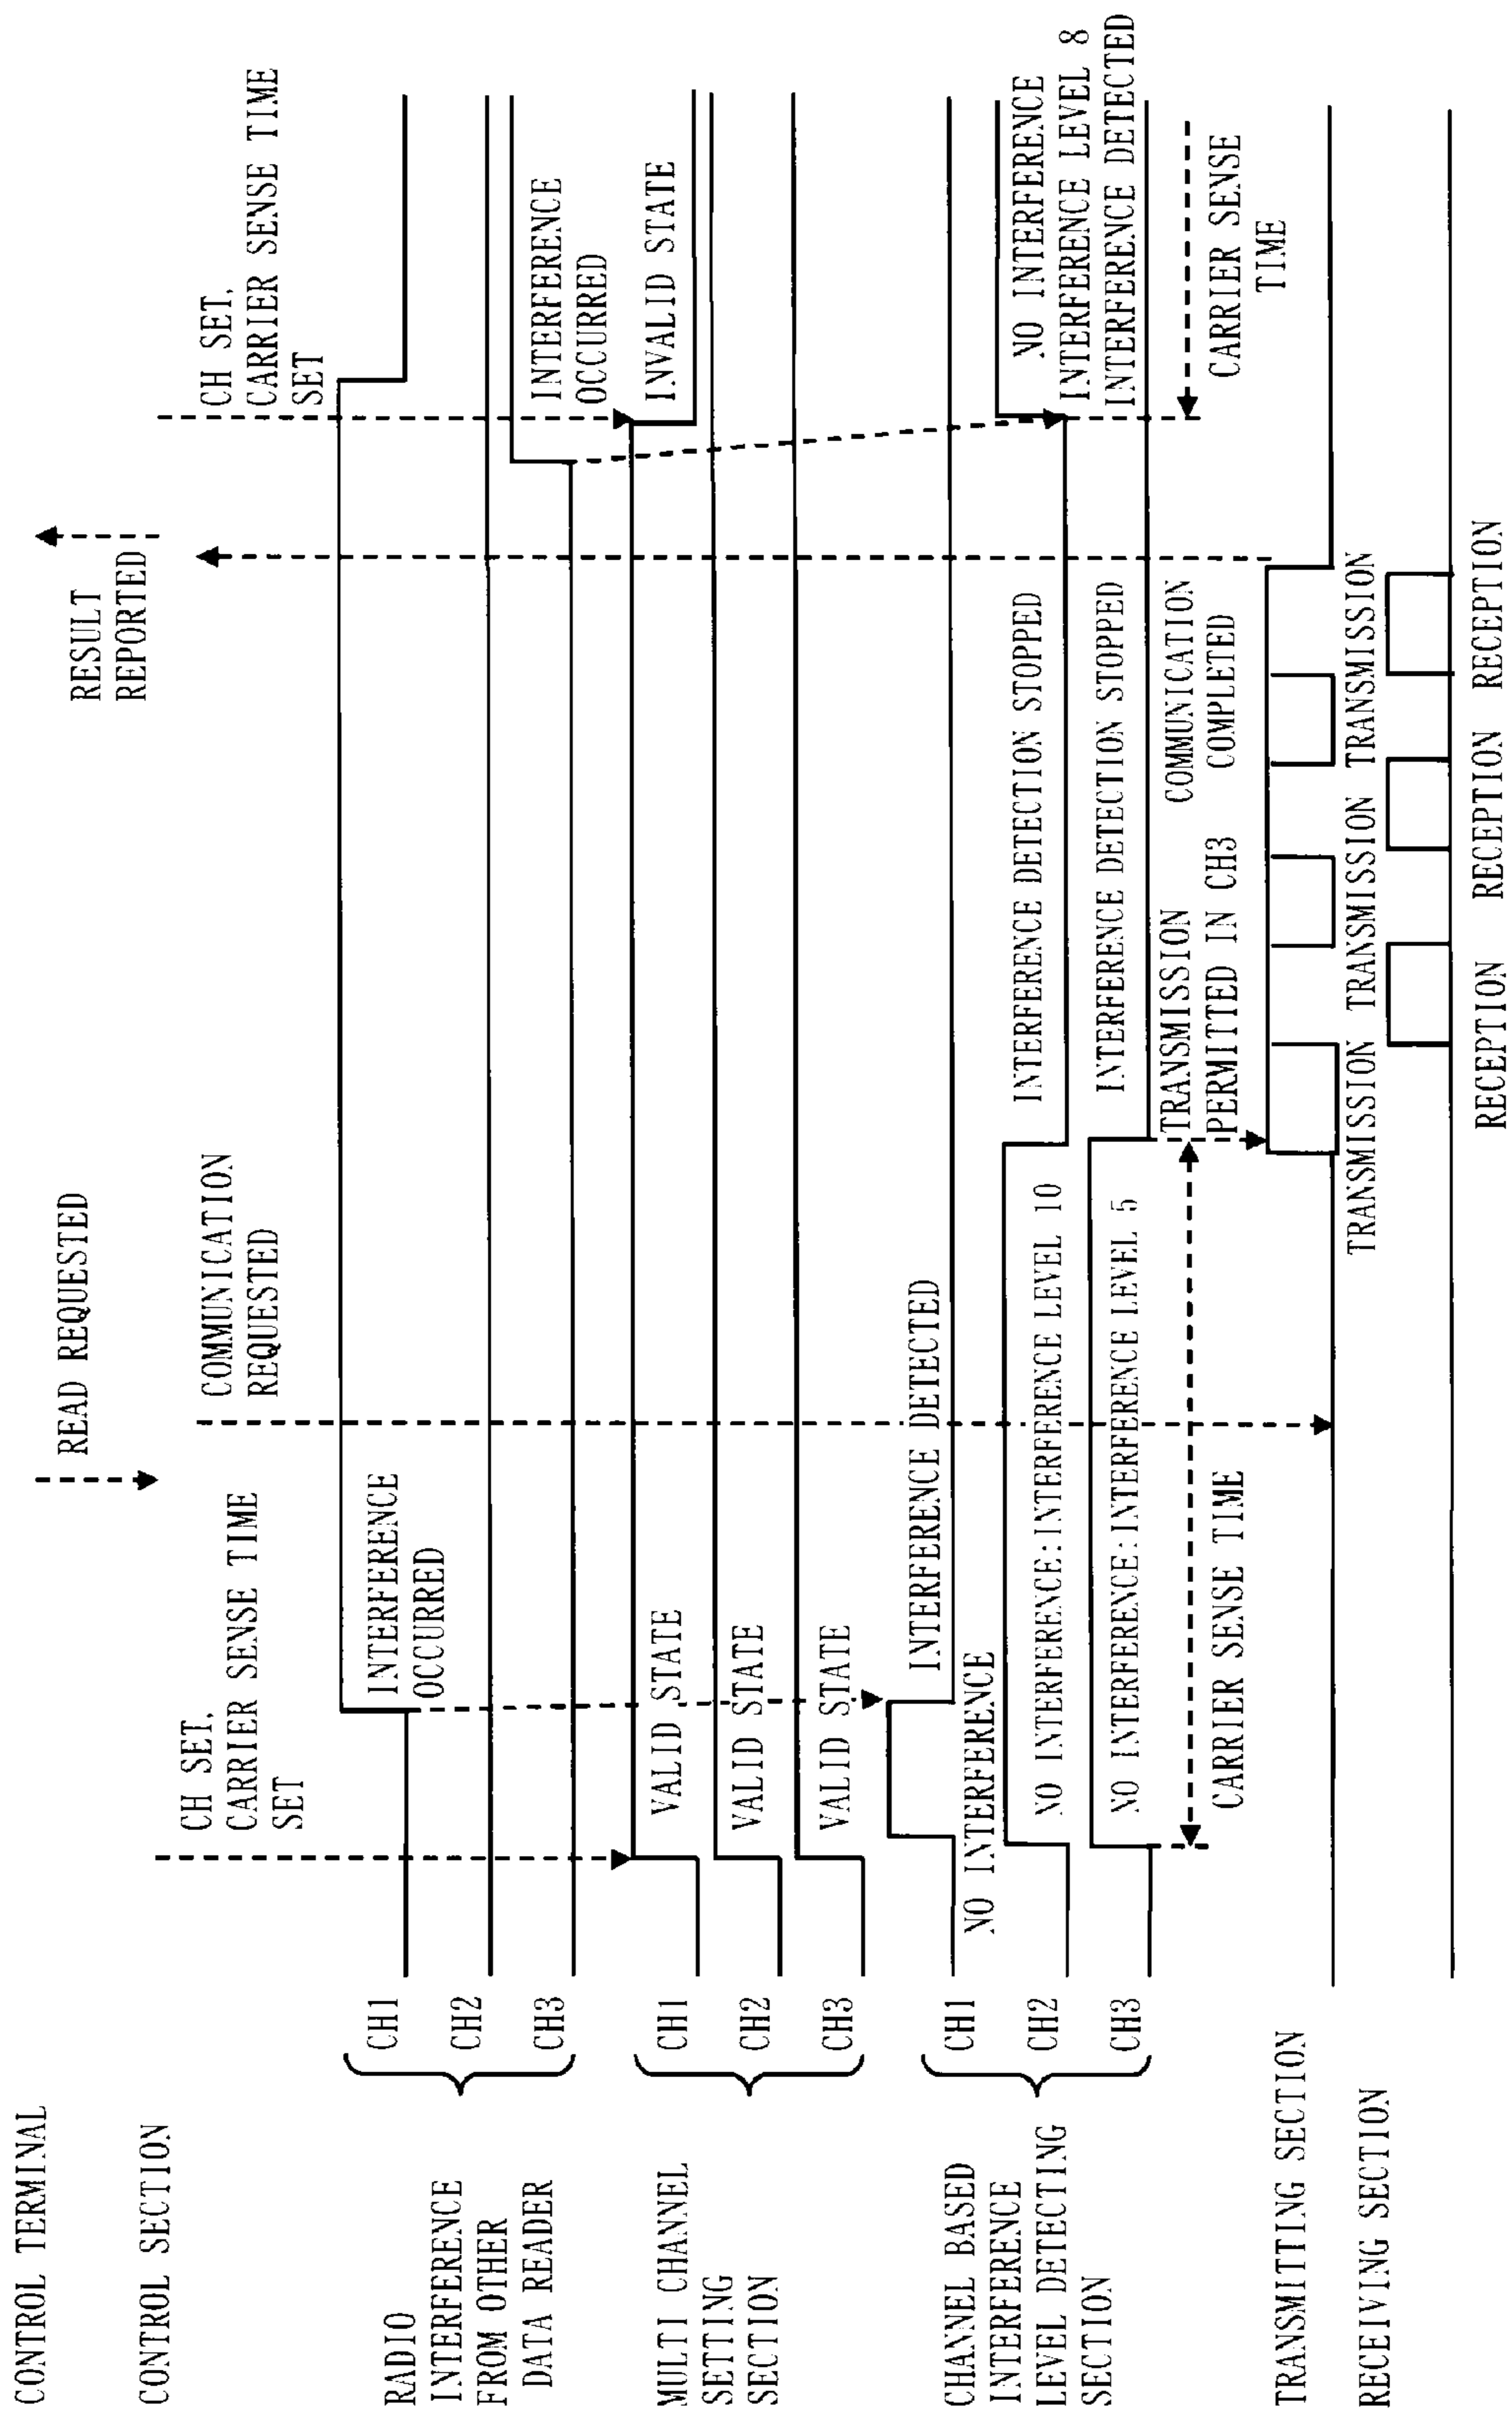 CONTROL TERMINAL
READ REQUESTED
RESULT
REPORTED
CONTROL SECTION
CH SET,
CARRIER SENSE TIME
SET
COMMUNICATION
REQUESTED
CH SET,
CARRIER SENSE TIME
SET
RADIO
INTERFERENCE
FROM OTHER
DATA READER
CH1
CH2
CH3
INTERFERENCE
OCCURRED
INTERFERENCE
OCCURRED
MULTI CHANNEL
SETTING
SECTION
CH1
CH2
CH3
VALID STATE
VALID STATE
VALID STATE
INVALID STATE
CHANNEL BASED
INTERFERENCE
LEVEL DETECTING
SECTION
CH1
CH2
CH3
NO INTERFERENCE
INTERFERENCE DETECTED
NO INTERFERENCE:INTERFERENCE LEVEL 10
NO INTERFERENCE:INTERFERENCE LEVEL 5
INTERFERENCE DETECTION STOPPED
INTERFERENCE DETECTION STOPPED
NO INTERFERENCE
INTERFERENCE LEVEL 8
INTERFERENCE DETECTED
CARRIER SENSE TIME
TRANSMISSION
PERMITTED IN CH3
COMMUNICATION
COMPLETED
CARRIER SENSE
TIME
TRANSMITTING SECTION
TRANSMISSION TRANSMISSION TRANSMISSION TRANSMISSION
RECEIVING SECTION
RECEPTION RECEPTION RECEPTION RECEPTION